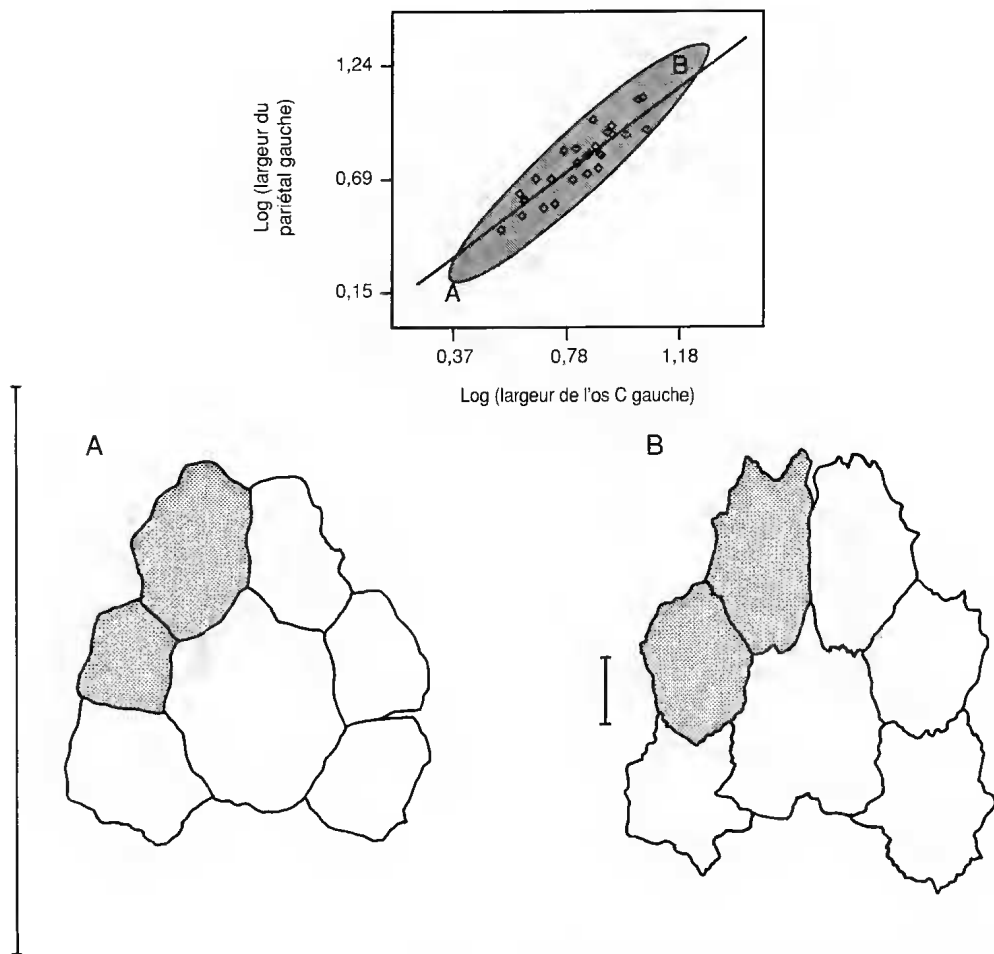 Log (largeur du
pariétal gauche)
1,24
0,69
0,15
B
A
0,37
0,78
1,18
Log (largeur de l'os C gauche)
A
B